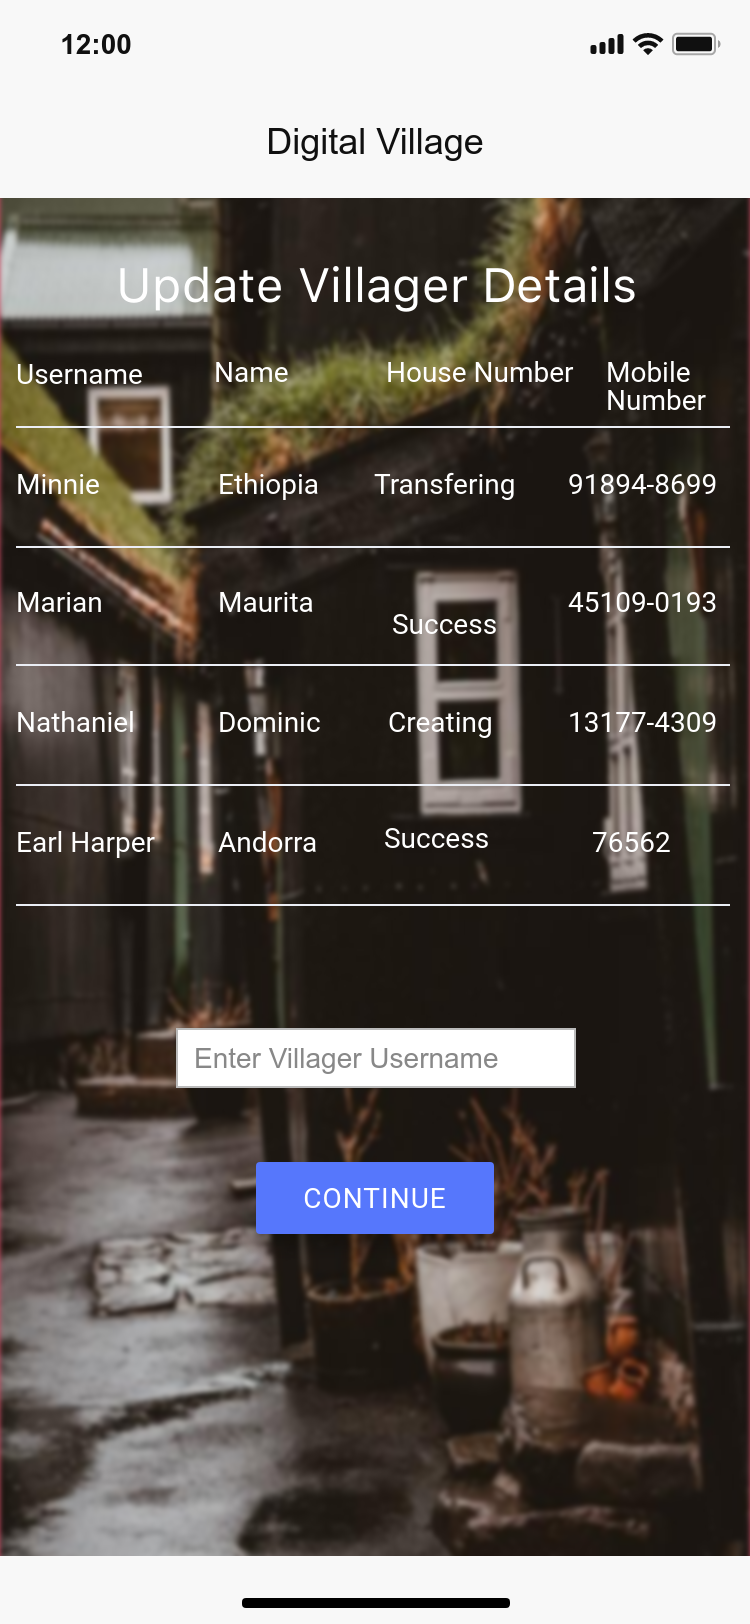 12:00
Digital Village
Update Villager Details
Username Name House Number Mobile Number
Minnie Ethiopia Transfering 91894-8699
Marian Maurita Success 45109-0193
Nathaniel Dominic Creating 13177-4309
Earl Harper Andorra Success 76562
Enter Villager Username
CONTINUE